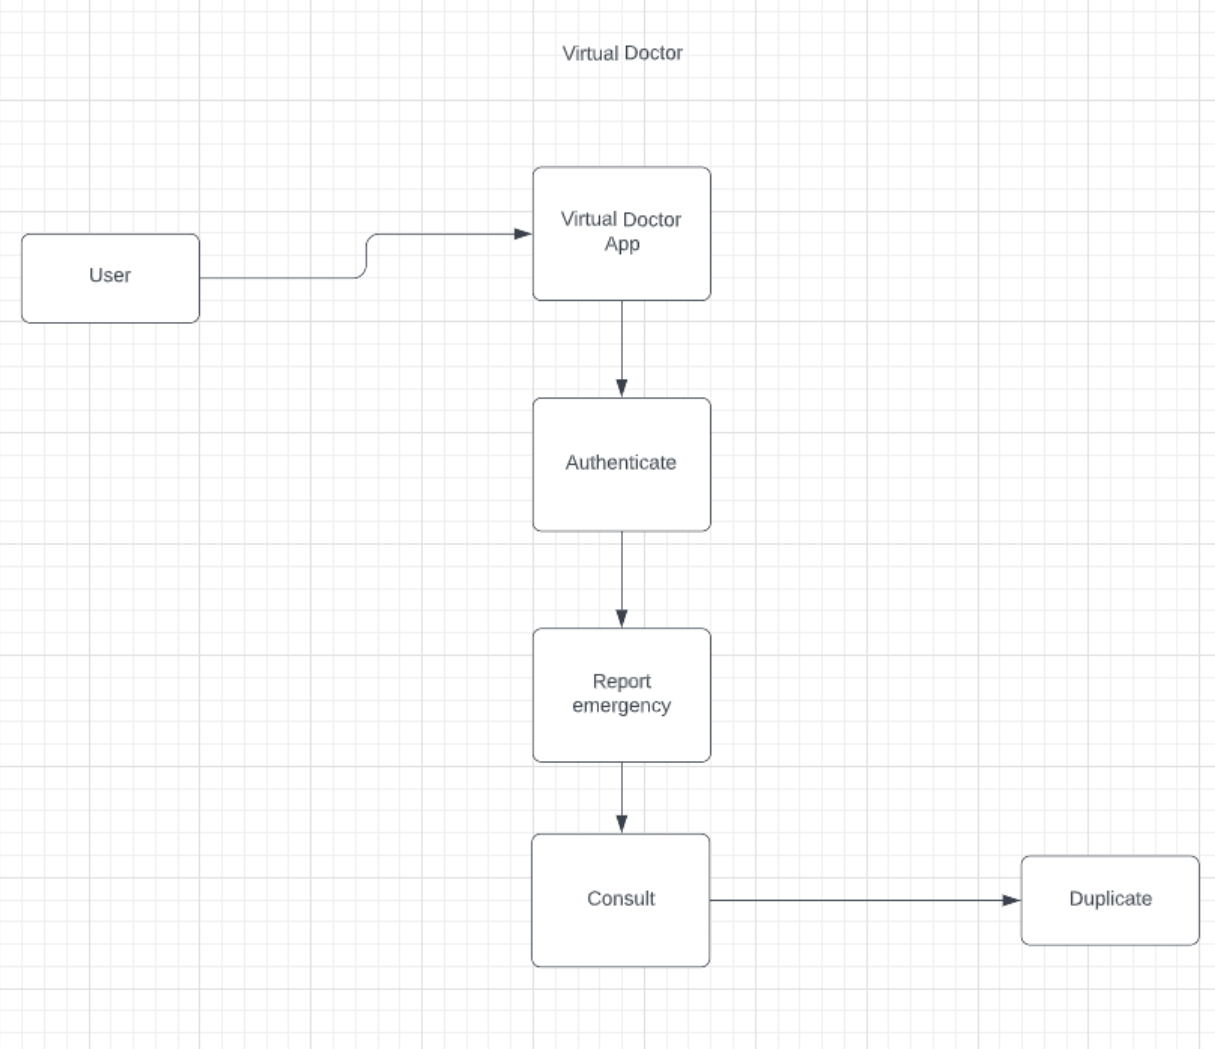 Virtual Doctor
Virtual Doctor
App
User
Authenticate
Report
emergency
Consult
Duplicate